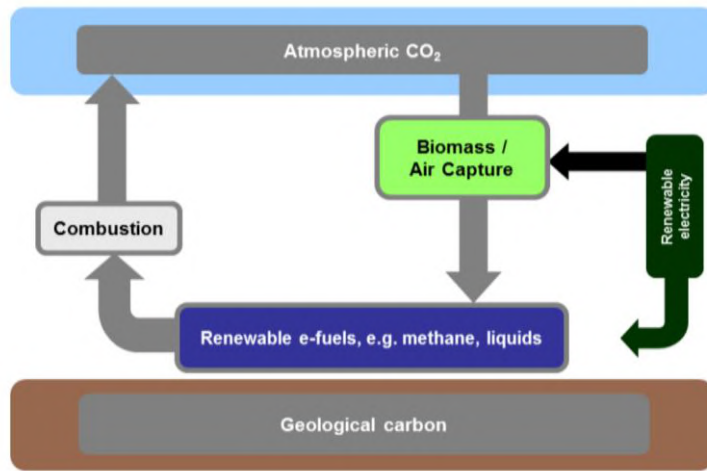 Atmospheric CO₂
Biomass /
Air Capture
Renewable
electricity
Combustion
Renewable e-fuels, e.g. methane, liquids
Geological carbon